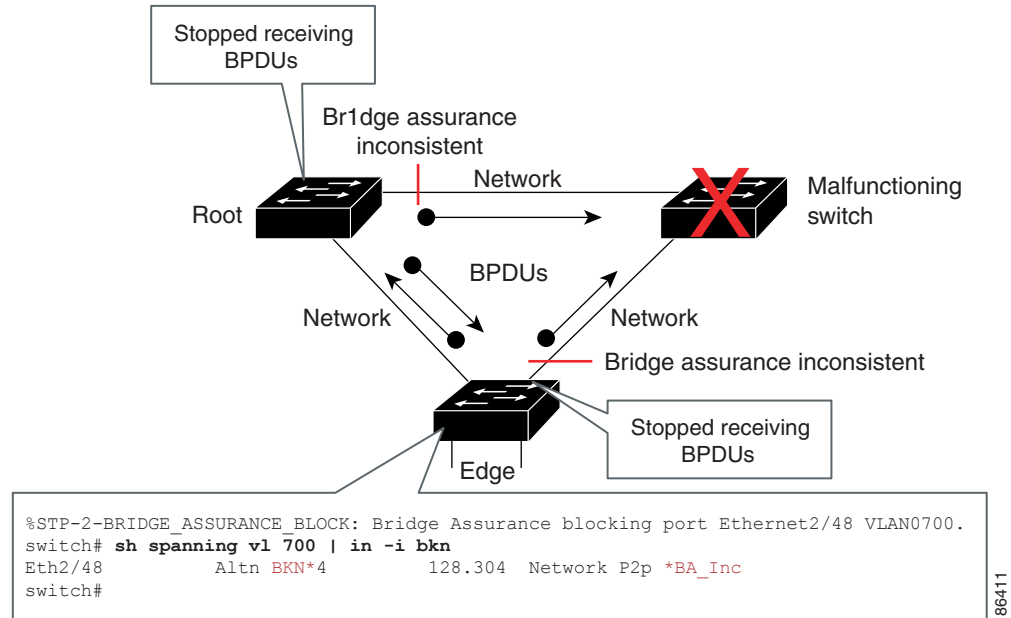 Stopped receiving
BPDUs
Br1dge assurance
inconsistent
Network
Malfunctioning
switch
Root
BPDUs
Network
Network
Bridge assurance inconsistent
Stopped receiving
BPDUs
Edge
%STP-2-BRIDGE_ASSURANCE_BLOCK: Bridge Assurance blocking port Ethernet2/48 VLAN0700.
switch# sh spanning vl 700 | in -i bkn
Eth2/48 Altn BKN*4 128.304 Network P2p *BA_Inc
switch#
86411